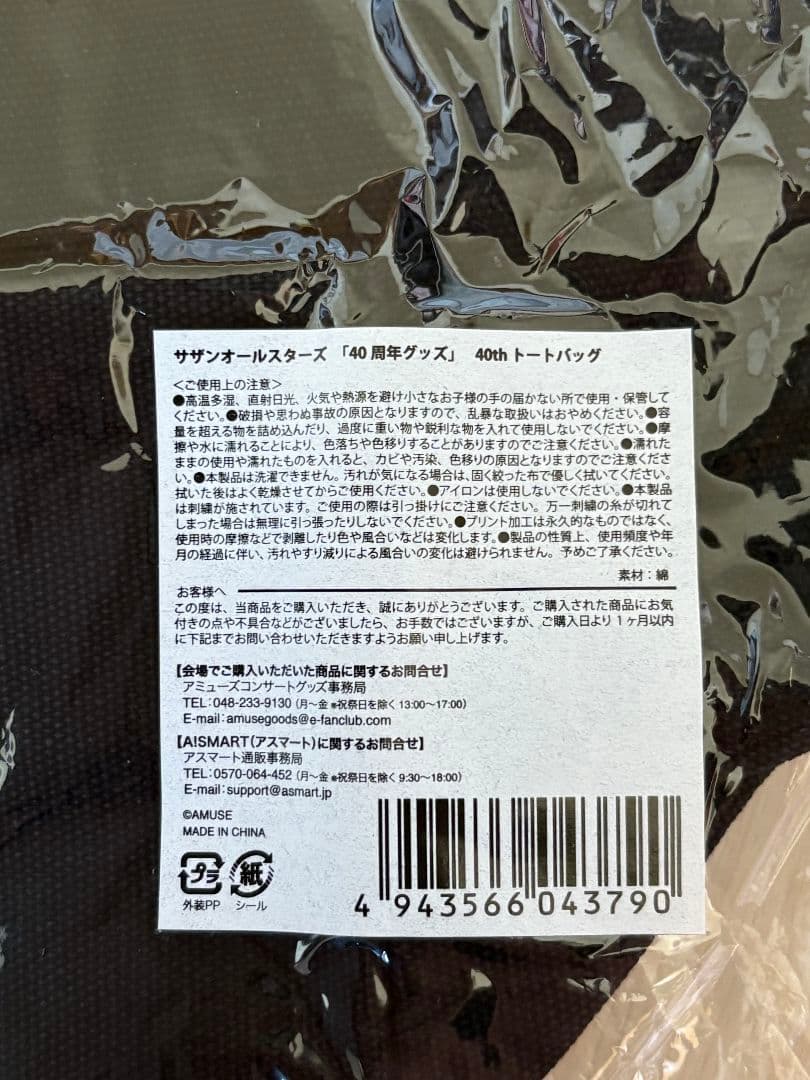 サザンオールスターズ 「40周年グッズ」 40th トートバッグ
＜ご使用上の注意＞
●高温多湿、直射日光、火気や熱源を避け小さなお子様の手の届かない所で使用・保管して
ください。●破損や思わぬ事故の原因となりますので、乱暴な取扱いはおやめください。●容
量を超える物を詰め込んだり、過度に重い物や鋭利な物を入れて使用しないでください。●摩
擦や水に濡れることにより、色落ちや色移りすることがありますのでご注意ください。●濡れた
ままの使用や濡れたものを入れると、カビや汚染、色移りの原因となりますのでご注意くださ
い。●本製品は洗濯できません。汚れが気になる場合は、固く絞った布で優しく拭いてください。
拭いた後はよく乾燥させてからご使用ください。●アイロンは使用しないでください。●本製品
は刺繍が施されています。ご使用の際は引っ掛けにご注意ください。万一刺繍の糸が切れて
しまった場合は無理に引っ張ったりしないでください。●プリント加工は永久的なものではなく、
使用時の摩擦などで剥離したり色や風合いなどは変化します。●製品の性質上、使用頻度や年
月の経過に伴い、汚れやすり減りによる風合いの変化は避けられません。予めご了承ください。
素材：綿
お客様へ
この度は、当商品をご購入いただき、誠にありがとうございます。ご購入された商品にお気
付きの点や不具合などがございましたら、お手数ではございますが、ご購入日より1ヶ月以内
に下記までお問い合わせいただきますようお願い申し上げます。
【会場でご購入いただいた商品に関するお問合せ】
アミューズコンサートグッズ事務局
TEL：048-233-9130（月〜金 ※祝祭日を除く 13:00〜17:00）
E-mail：amusegoods@e-fanclub.com
【A!SMART（アスマート）に関するお問合せ】
アスマート通販事務局
TEL：0570-064-452（月〜金 ※祝祭日を除く 9:30〜18:00）
E-mail：support@asmart.jp
©AMUSE
MADE IN CHINA
プラ 紙
外装PP シール
4 943566 043790